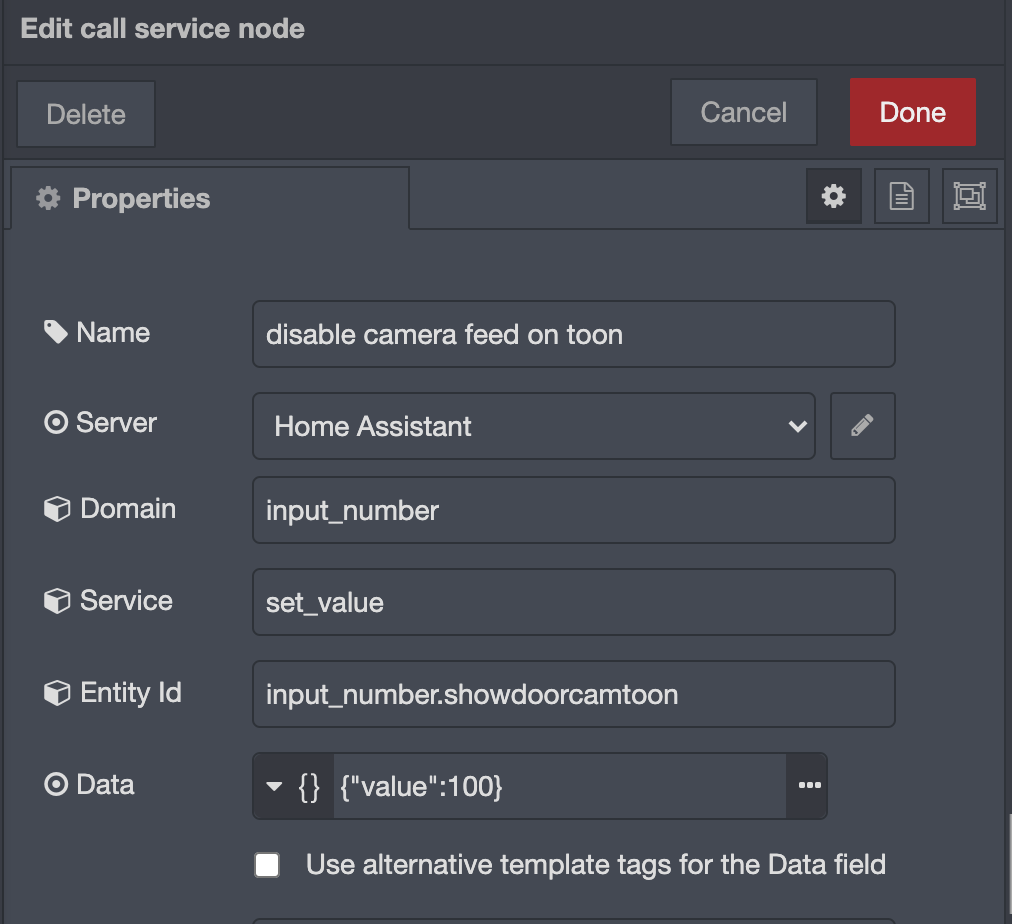 Edit call service node
Delete
Cancel
Done
Properties
Name
disable camera feed on toon
Server
Home Assistant
Domain
input_number
Service
set_value
Entity Id
input_number.showdoorcamtoon
Data
{} {"value":100}
Use alternative template tags for the Data field